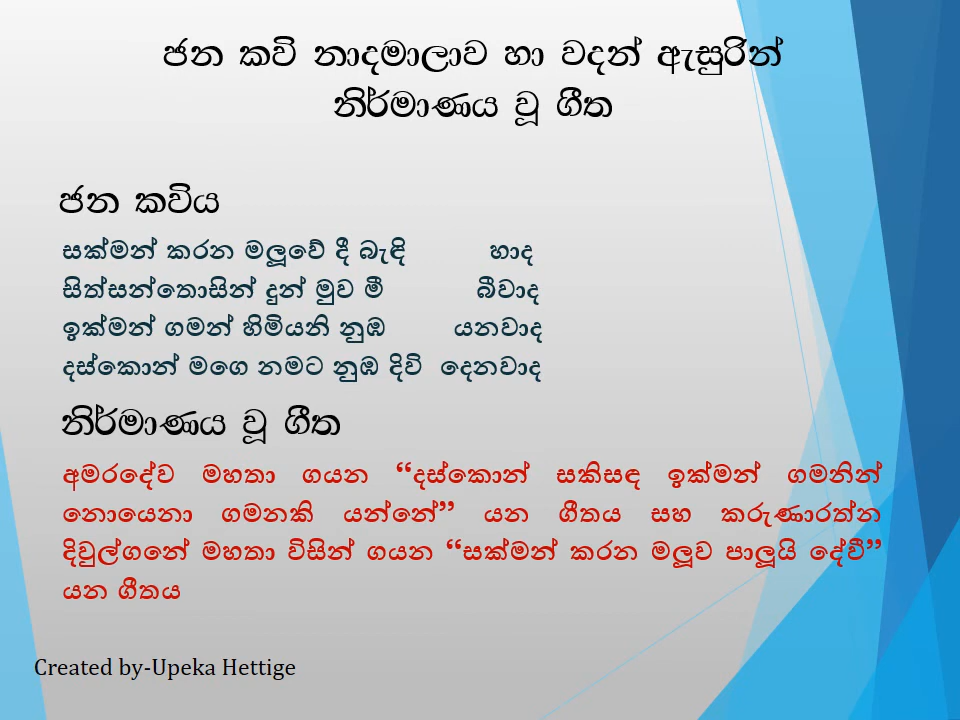 ජන කවි නාදමාලාව හා වදන් ඇසුරින්
නිර්මාණය වූ ගීත
ජන කවිය
සක්මන් කරන මලූවේ දී බැඳි හාද
සිත්සන්තොසින් දුන් මුව මී බීවාද
ඉක්මන් ගමන් හිමියනි නුඹ යනවාද
දස්කොන් මගෙ නමට නුඹ දිවි දෙනවාද
නිර්මාණය වූ ගීත
අමරදේව මහතා ගයන “දස්කොන් සකිසඳ ඉක්මන් ගමනින්
නොයෙනා ගමනකි යන්නේ” යන ගීතය සහ කරුණාරත්න
දිවුල්ගනේ මහතා විසින් ගයන “සක්මන් කරන මලූව පාලූයි දේවී”
යන ගීතය
Created by-Upeka Hettige